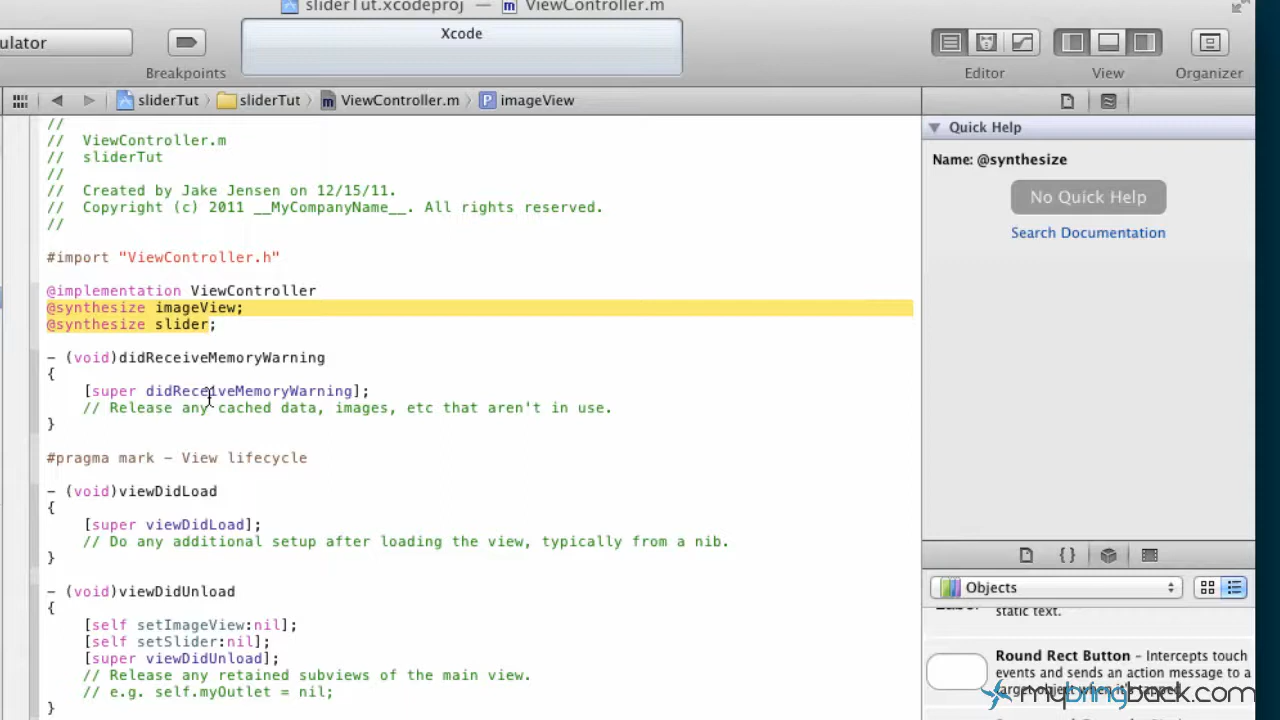 sliderTut.xcodeproj — ViewController.m
ulator
Xcode
Breakpoints
Editor
View
Organizer
sliderTut
sliderTut
ViewController.m
imageView
//
//  ViewController.m
//  sliderTut
//
//  Created by Jake Jensen on 12/15/11.
//  Copyright (c) 2011 __MyCompanyName__. All rights reserved.
//
#import "ViewController.h"
@implementation ViewController
@synthesize imageView;
@synthesize slider;
- (void)didReceiveMemoryWarning
{
[super didReceiveMemoryWarning];
// Release any cached data, images, etc that aren't in use.
}
#pragma mark - View lifecycle
- (void)viewDidLoad
{
[super viewDidLoad];
// Do any additional setup after loading the view, typically from a nib.
}
- (void)viewDidUnload
{
[self setImageView:nil];
[self setSlider:nil];
[super viewDidUnload];
// Release any retained subviews of the main view.
// e.g. self.myOutlet = nil;
}
Quick Help
Name: @synthesize
No Quick Help
Search Documentation
{ }
Objects
static text.
Round Rect Button – Intercepts touch
events and sends an action message to a
target object when it's tapped.
mybringback.com